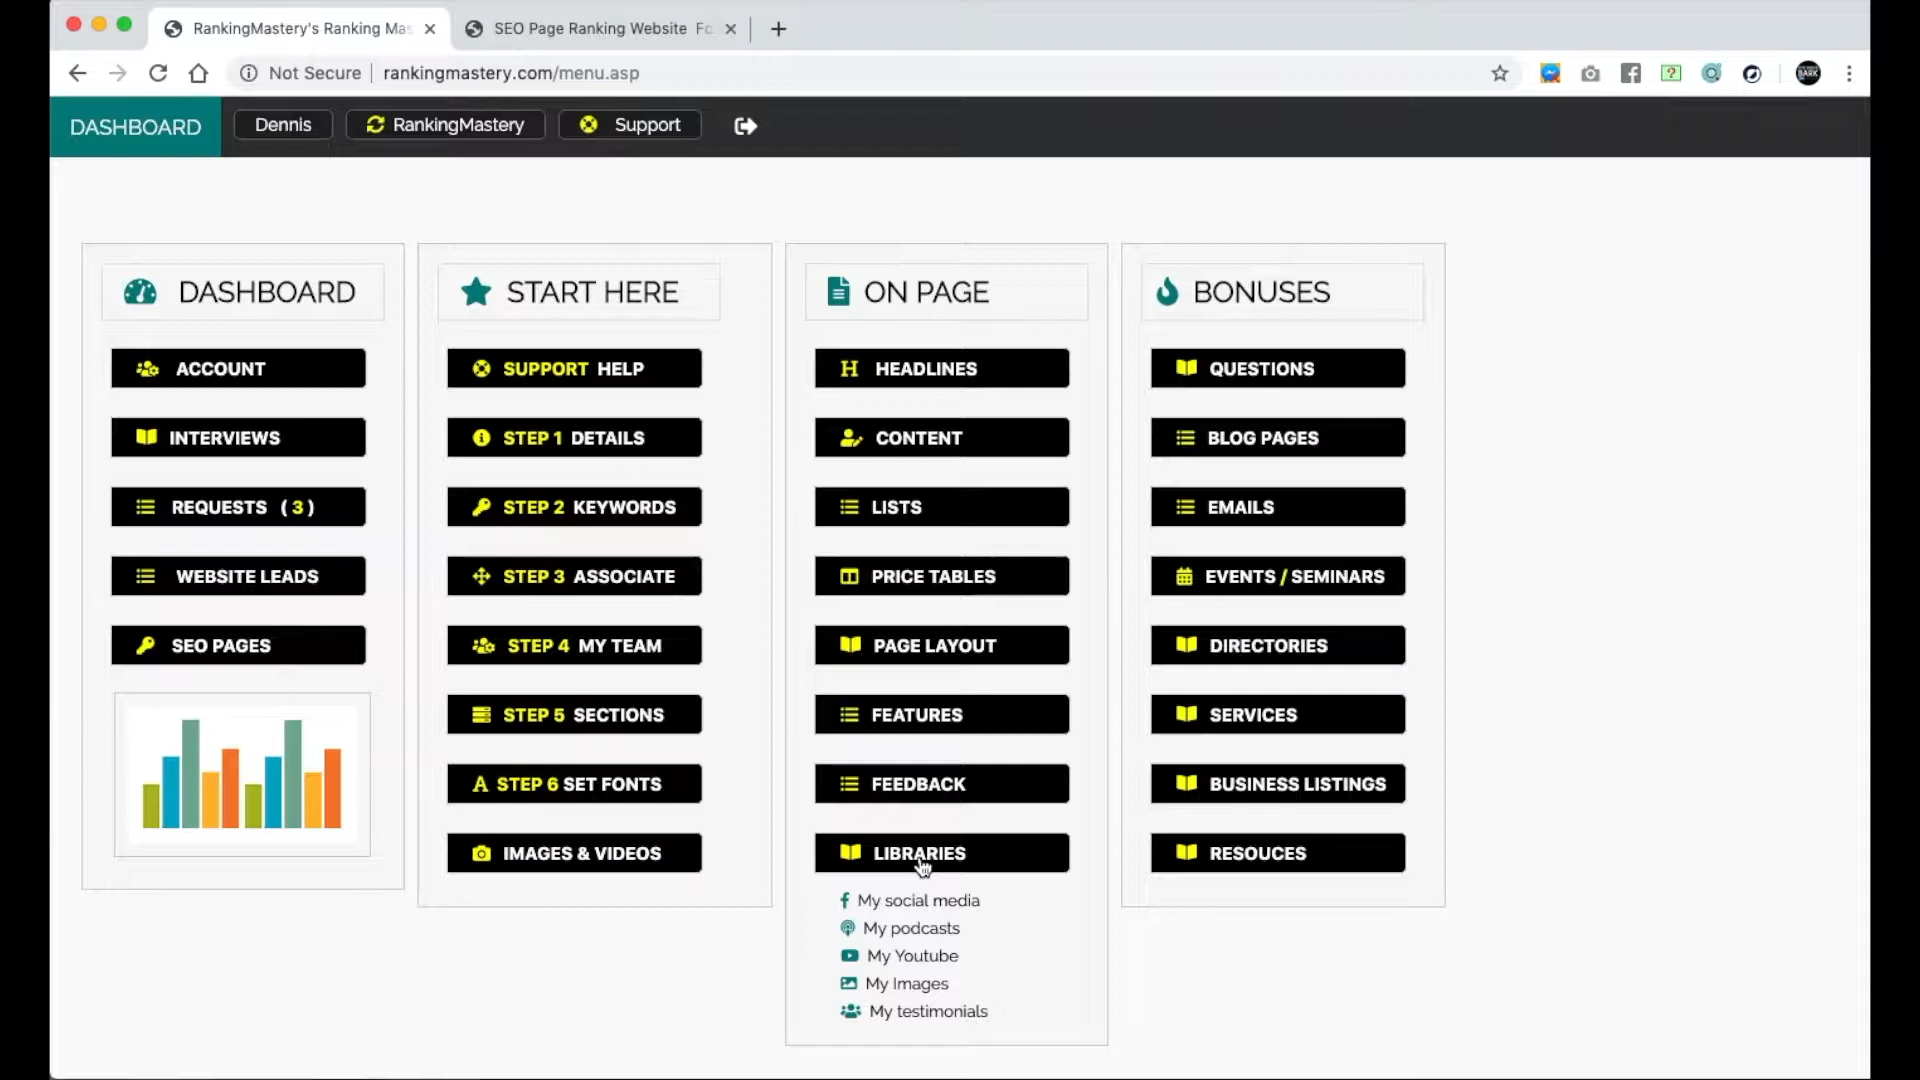 RankingMastery's Ranking Mas
SEO Page Ranking Website Fo
Not Secure
rankingmastery.com/menu.asp
BARK
DASHBOARD
Dennis
RankingMastery
Support
DASHBOARD
ACCOUNT
INTERVIEWS
REQUESTS ( 3 )
WEBSITE LEADS
SEO PAGES
START HERE
SUPPORT HELP
STEP 1 DETAILS
STEP 2 KEYWORDS
STEP 3 ASSOCIATE
STEP 4 MY TEAM
STEP 5 SECTIONS
A STEP 6 SET FONTS
IMAGES & VIDEOS
ON PAGE
H HEADLINES
CONTENT
LISTS
PRICE TABLES
PAGE LAYOUT
FEATURES
FEEDBACK
LIBRARIES
My social media
My podcasts
My Youtube
My Images
My testimonials
BONUSES
QUESTIONS
BLOG PAGES
EMAILS
EVENTS / SEMINARS
DIRECTORIES
SERVICES
BUSINESS LISTINGS
RESOUCES